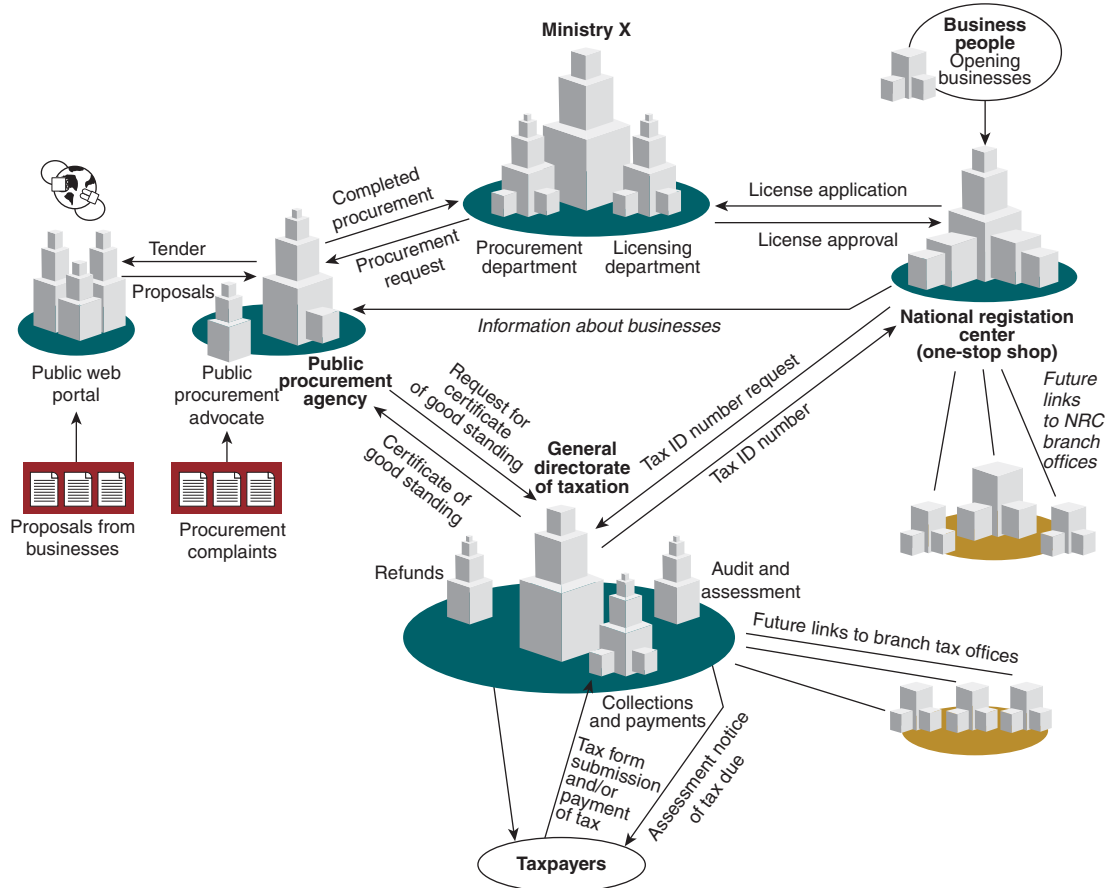 Ministry X
Business
people
Opening
businesses
Completed
procurement
Procurement
request
Procurement
department
Licensing
department
License application
License approval
Tender
Proposals
Information about businesses
National registation
center
(one-stop shop)
Public web
portal
Public
procurement
advocate
Public
procurement
agency
Request for
certificate
of good standing
Certificate of
good standing
General
directorate
of taxation
Tax ID number request
Tax ID number
Future
links
to NRC
branch
offices
Proposals from
businesses
Procurement
complaints
Refunds
Audit and
assessment
Future links to branch tax offices
Collections
and payments
Tax form
submission
and/or
payment
of tax
Assessment notice
of tax due
Taxpayers